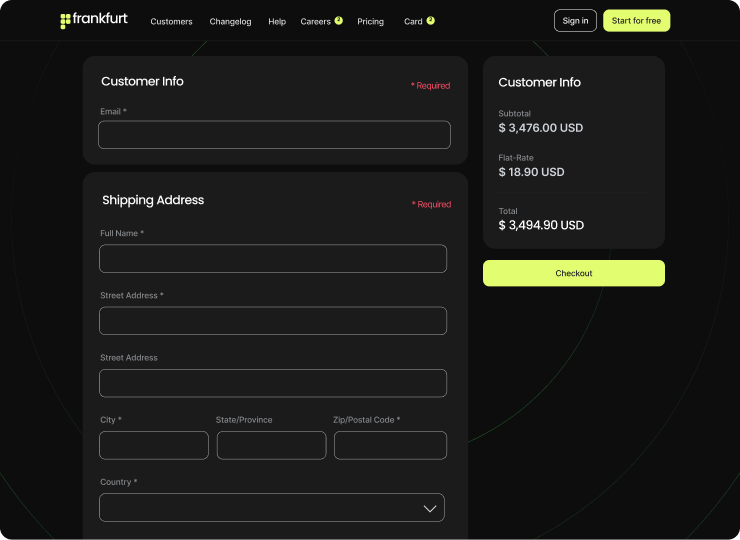 frankfurt
Customers Changelog Help Careers Pricing Card
Sign in
Start for free
Customer Info
* Required
Email *
Shipping Address
* Required
Full Name *
Street Address *
Street Address
City * State/Province Zip/Postal Code *
Country *
Customer Info
Subtotal
$ 3,476.00 USD
Flat-Rate
$ 18.90 USD
Total
$ 3,494.90 USD
Checkout